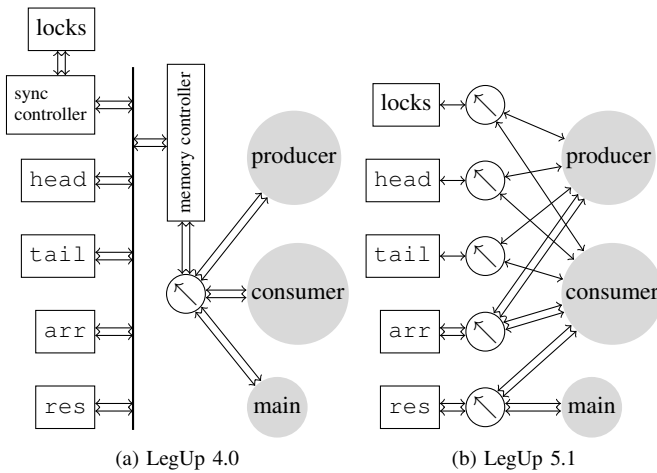 locks
sync
controller
head
tail
arr
res
memory controller
producer
consumer
main
(a) LegUp 4.0
locks
head
tail
arr
res
producer
consumer
main
(b) LegUp 5.1